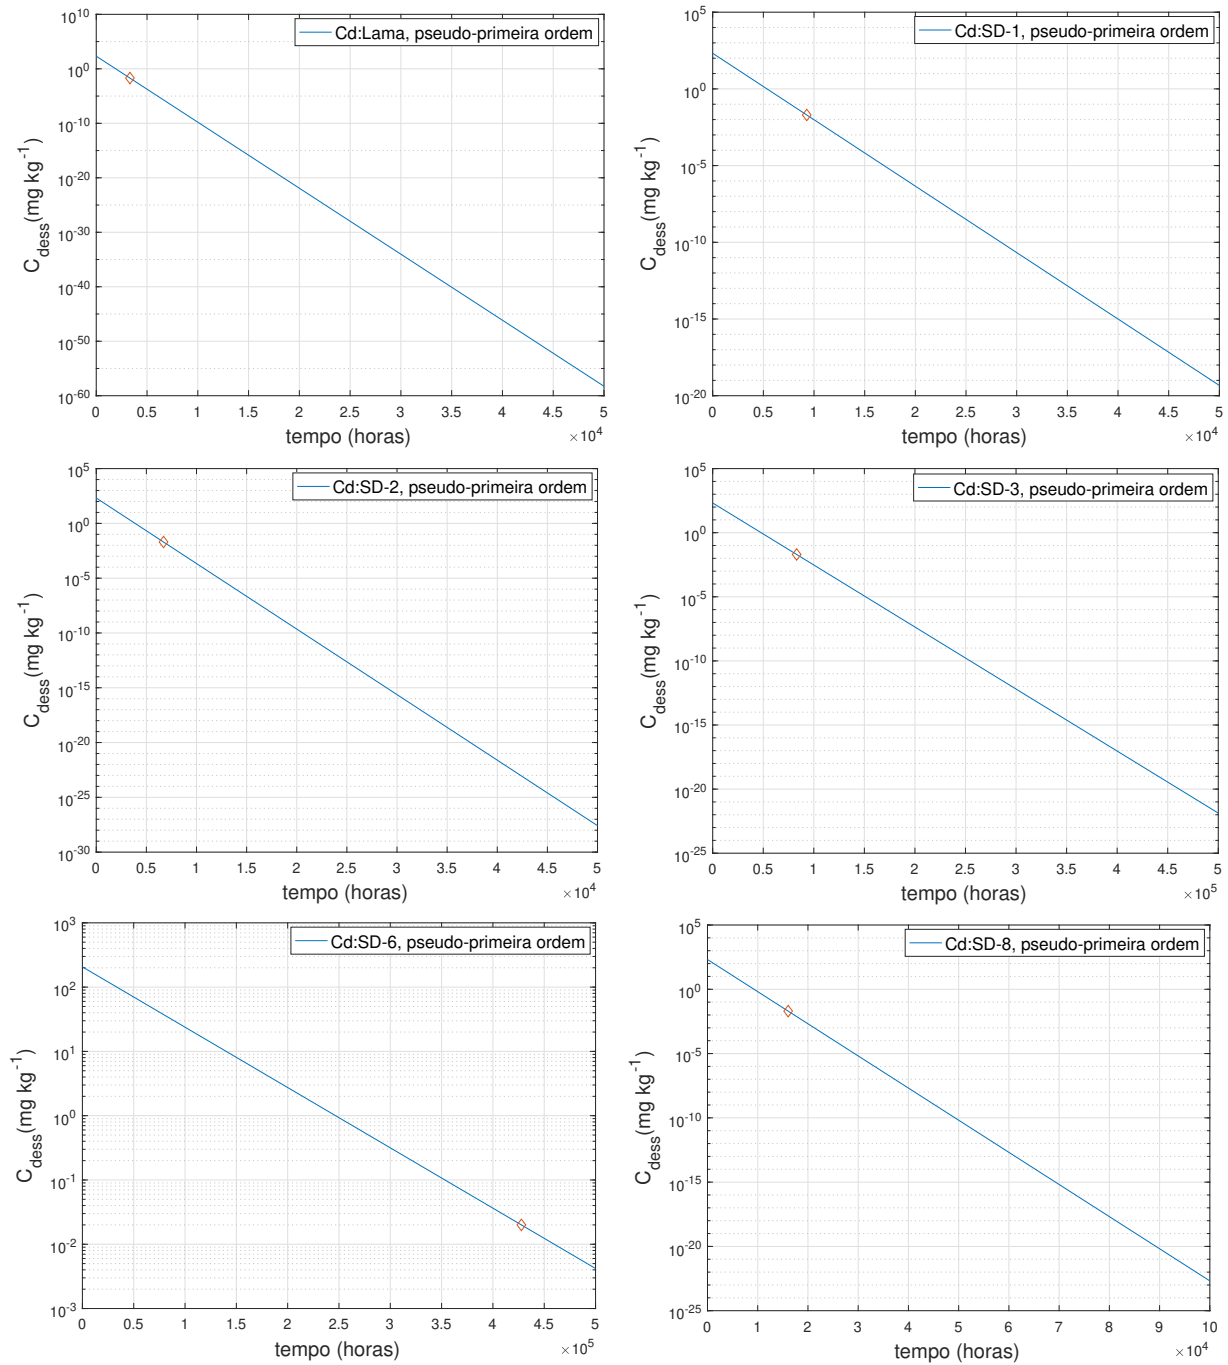 Cd:Lama, pseudo-primeira ordem
10^10
10^0
10^-10
10^-20
10^-30
10^-40
10^-50
10^-60
C_dess(mg kg^-1)
0 0.5 1 1.5 2 2.5 3 3.5 4 4.5 5
tempo (horas)
×10^4
Cd:SD-1, pseudo-primeira ordem
10^5
10^0
10^-5
10^-10
10^-15
10^-20
C_dess(mg kg^-1)
0 0.5 1 1.5 2 2.5 3 3.5 4 4.5 5
tempo (horas)
×10^4
Cd:SD-2, pseudo-primeira ordem
10^5
10^0
10^-5
10^-10
10^-15
10^-20
10^-25
10^-30
C_dess(mg kg^-1)
0 0.5 1 1.5 2 2.5 3 3.5 4 4.5 5
tempo (horas)
×10^4
Cd:SD-3, pseudo-primeira ordem
10^5
10^0
10^-5
10^-10
10^-15
10^-20
10^-25
C_dess(mg kg^-1)
0 0.5 1 1.5 2 2.5 3 3.5 4 4.5 5
tempo (horas)
×10^5
Cd:SD-6, pseudo-primeira ordem
10^3
10^2
10^1
10^0
10^-1
10^-2
10^-3
C_dess(mg kg^-1)
0 0.5 1 1.5 2 2.5 3 3.5 4 4.5 5
tempo (horas)
×10^5
Cd:SD-8, pseudo-primeira ordem
10^5
10^0
10^-5
10^-10
10^-15
10^-20
10^-25
C_dess(mg kg^-1)
0 1 2 3 4 5 6 7 8 9 10
tempo (horas)
×10^4